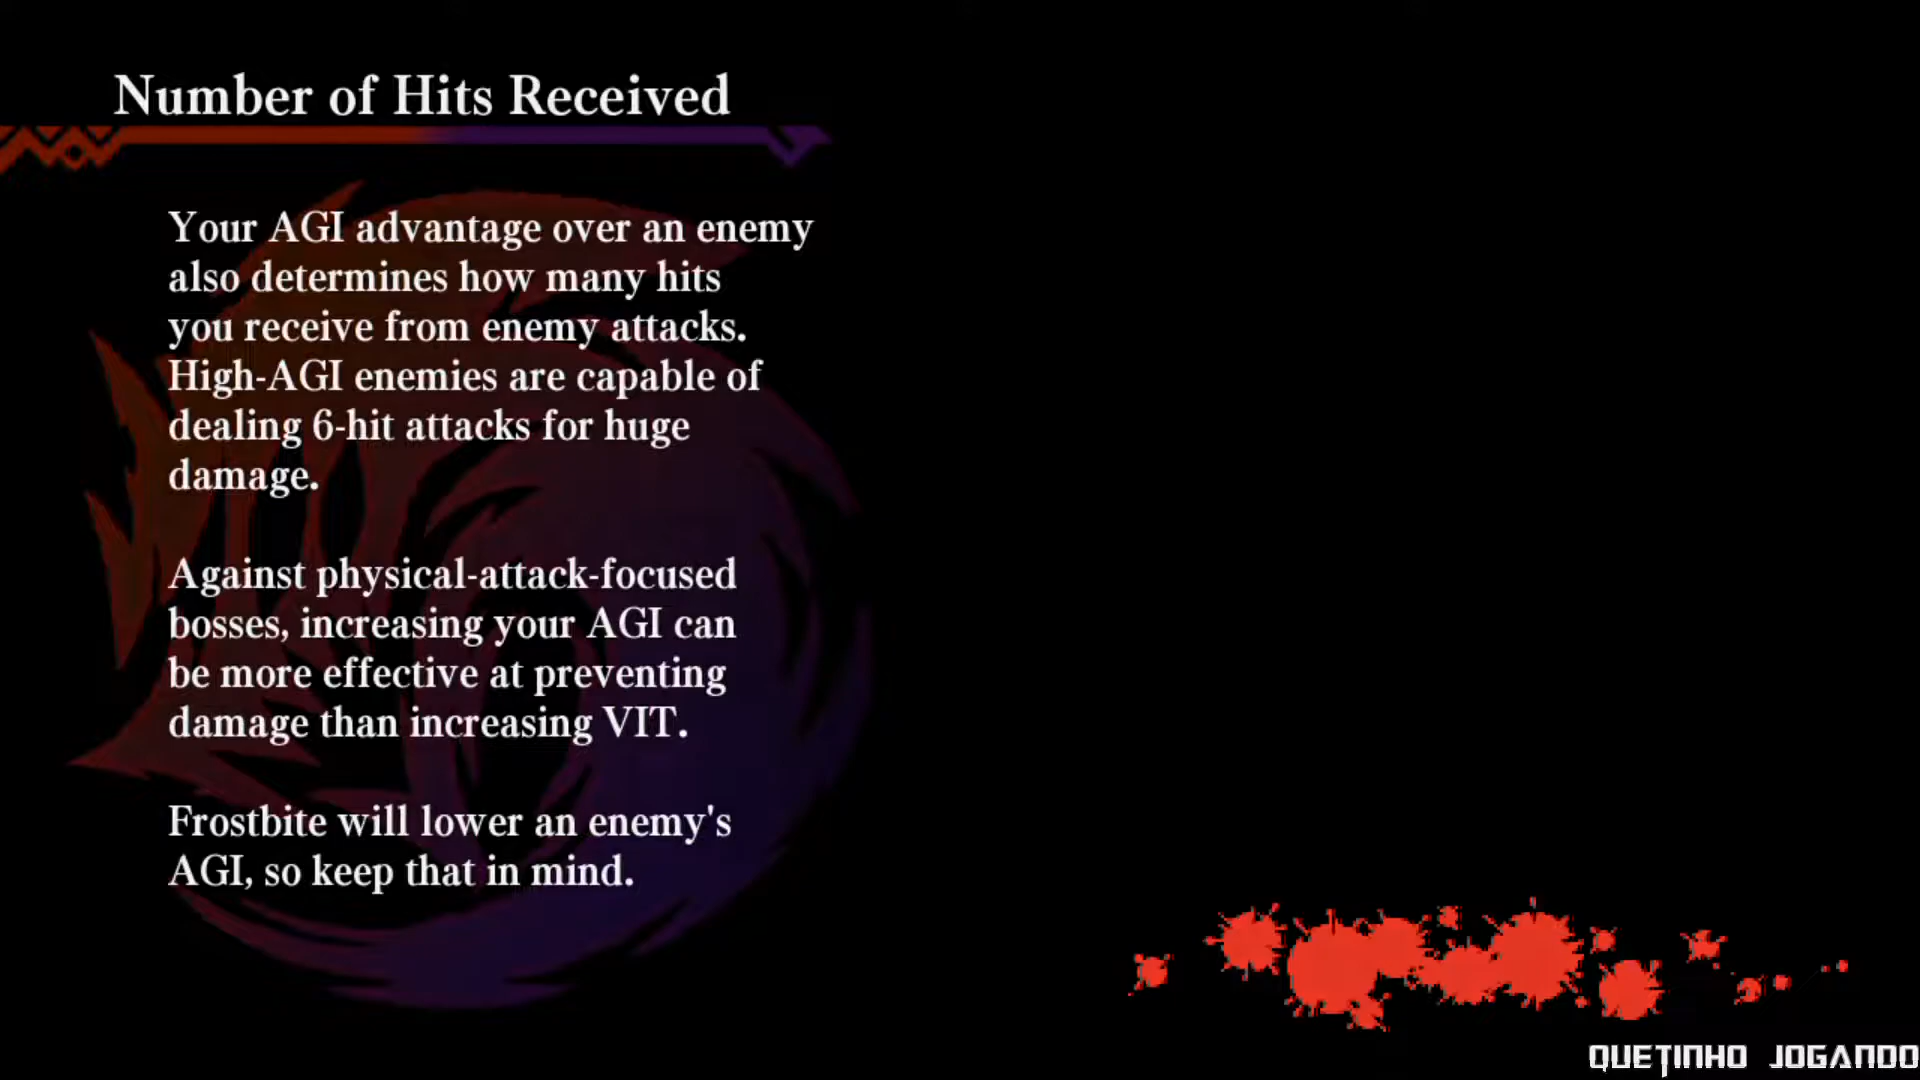 Number of Hits Received
Your AGI advantage over an enemy
also determines how many hits
you receive from enemy attacks.
High-AGI enemies are capable of
dealing 6-hit attacks for huge
damage.
Against physical-attack-focused
bosses, increasing your AGI can
be more effective at preventing
damage than increasing VIT.
Frostbite will lower an enemy's
AGI, so keep that in mind.
QUETINHO JOGANDO